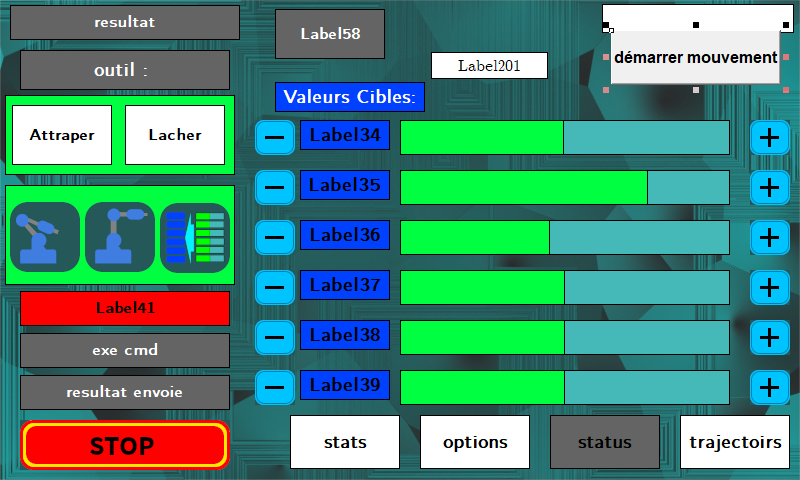 resultat
Label58
outil :
Label201
démarrer mouvement
Valeurs Cibles:
Attraper
Lacher
Label34
Label35
Label36
Label37
Label38
Label39
Label41
exe cmd
resultat envoie
STOP
stats
options
status
trajectoirs